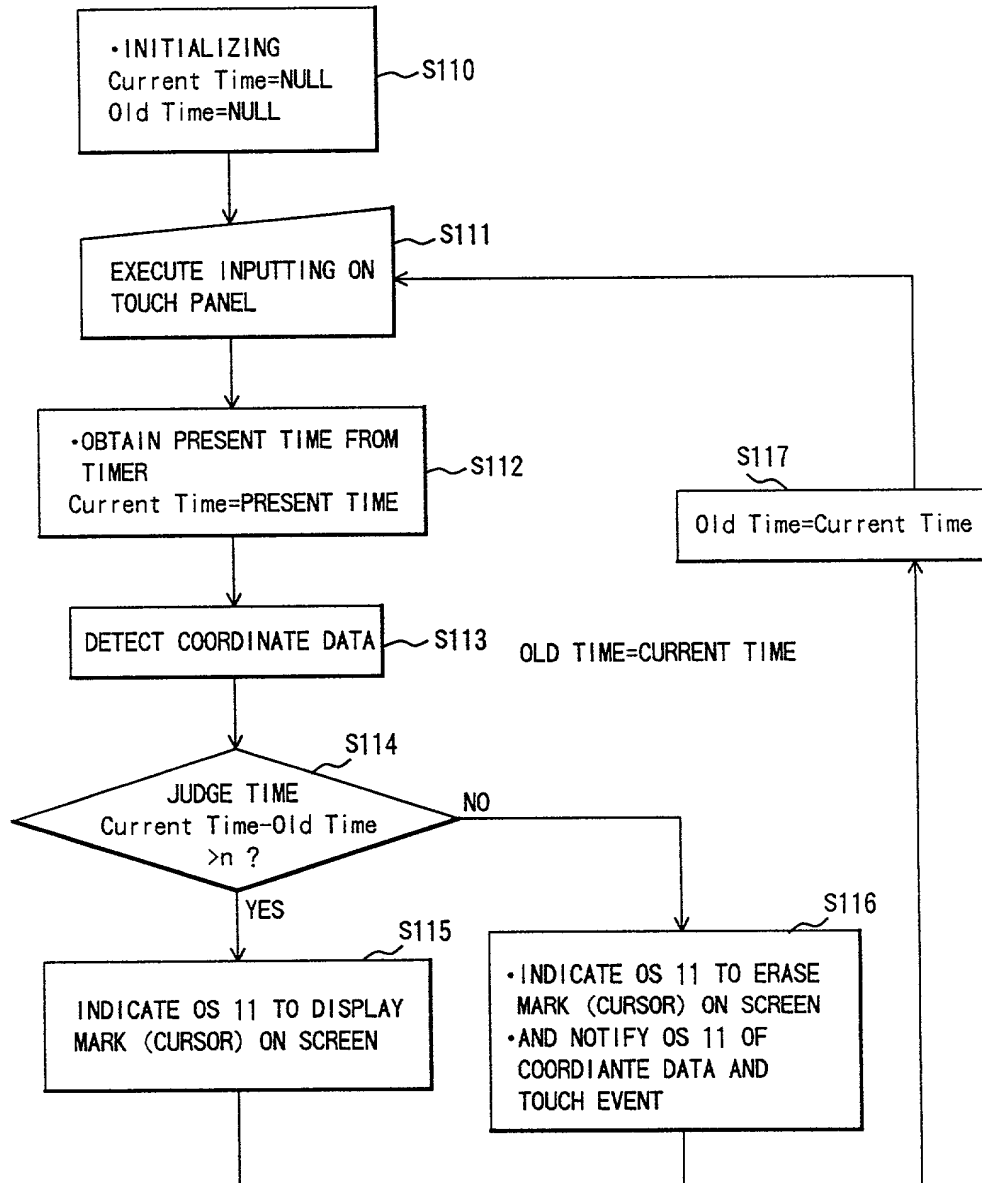 •INITIALIZING
Current Time=NULL
Old Time=NULL
S110
S111
EXECUTE INPUTTING ON
TOUCH PANEL
•OBTAIN PRESENT TIME FROM
TIMER
Current Time=PRESENT TIME
S112
S117
Old Time=Current Time
DETECT COORDINATE DATA
S113
OLD TIME=CURRENT TIME
S114
JUDGE TIME
Current Time-Old Time
>n ?
NO
YES
S115
INDICATE OS 11 TO DISPLAY
MARK (CURSOR) ON SCREEN
S116
•INDICATE OS 11 TO ERASE
MARK (CURSOR) ON SCREEN
•AND NOTIFY OS 11 OF
COORDIANTE DATA AND
TOUCH EVENT